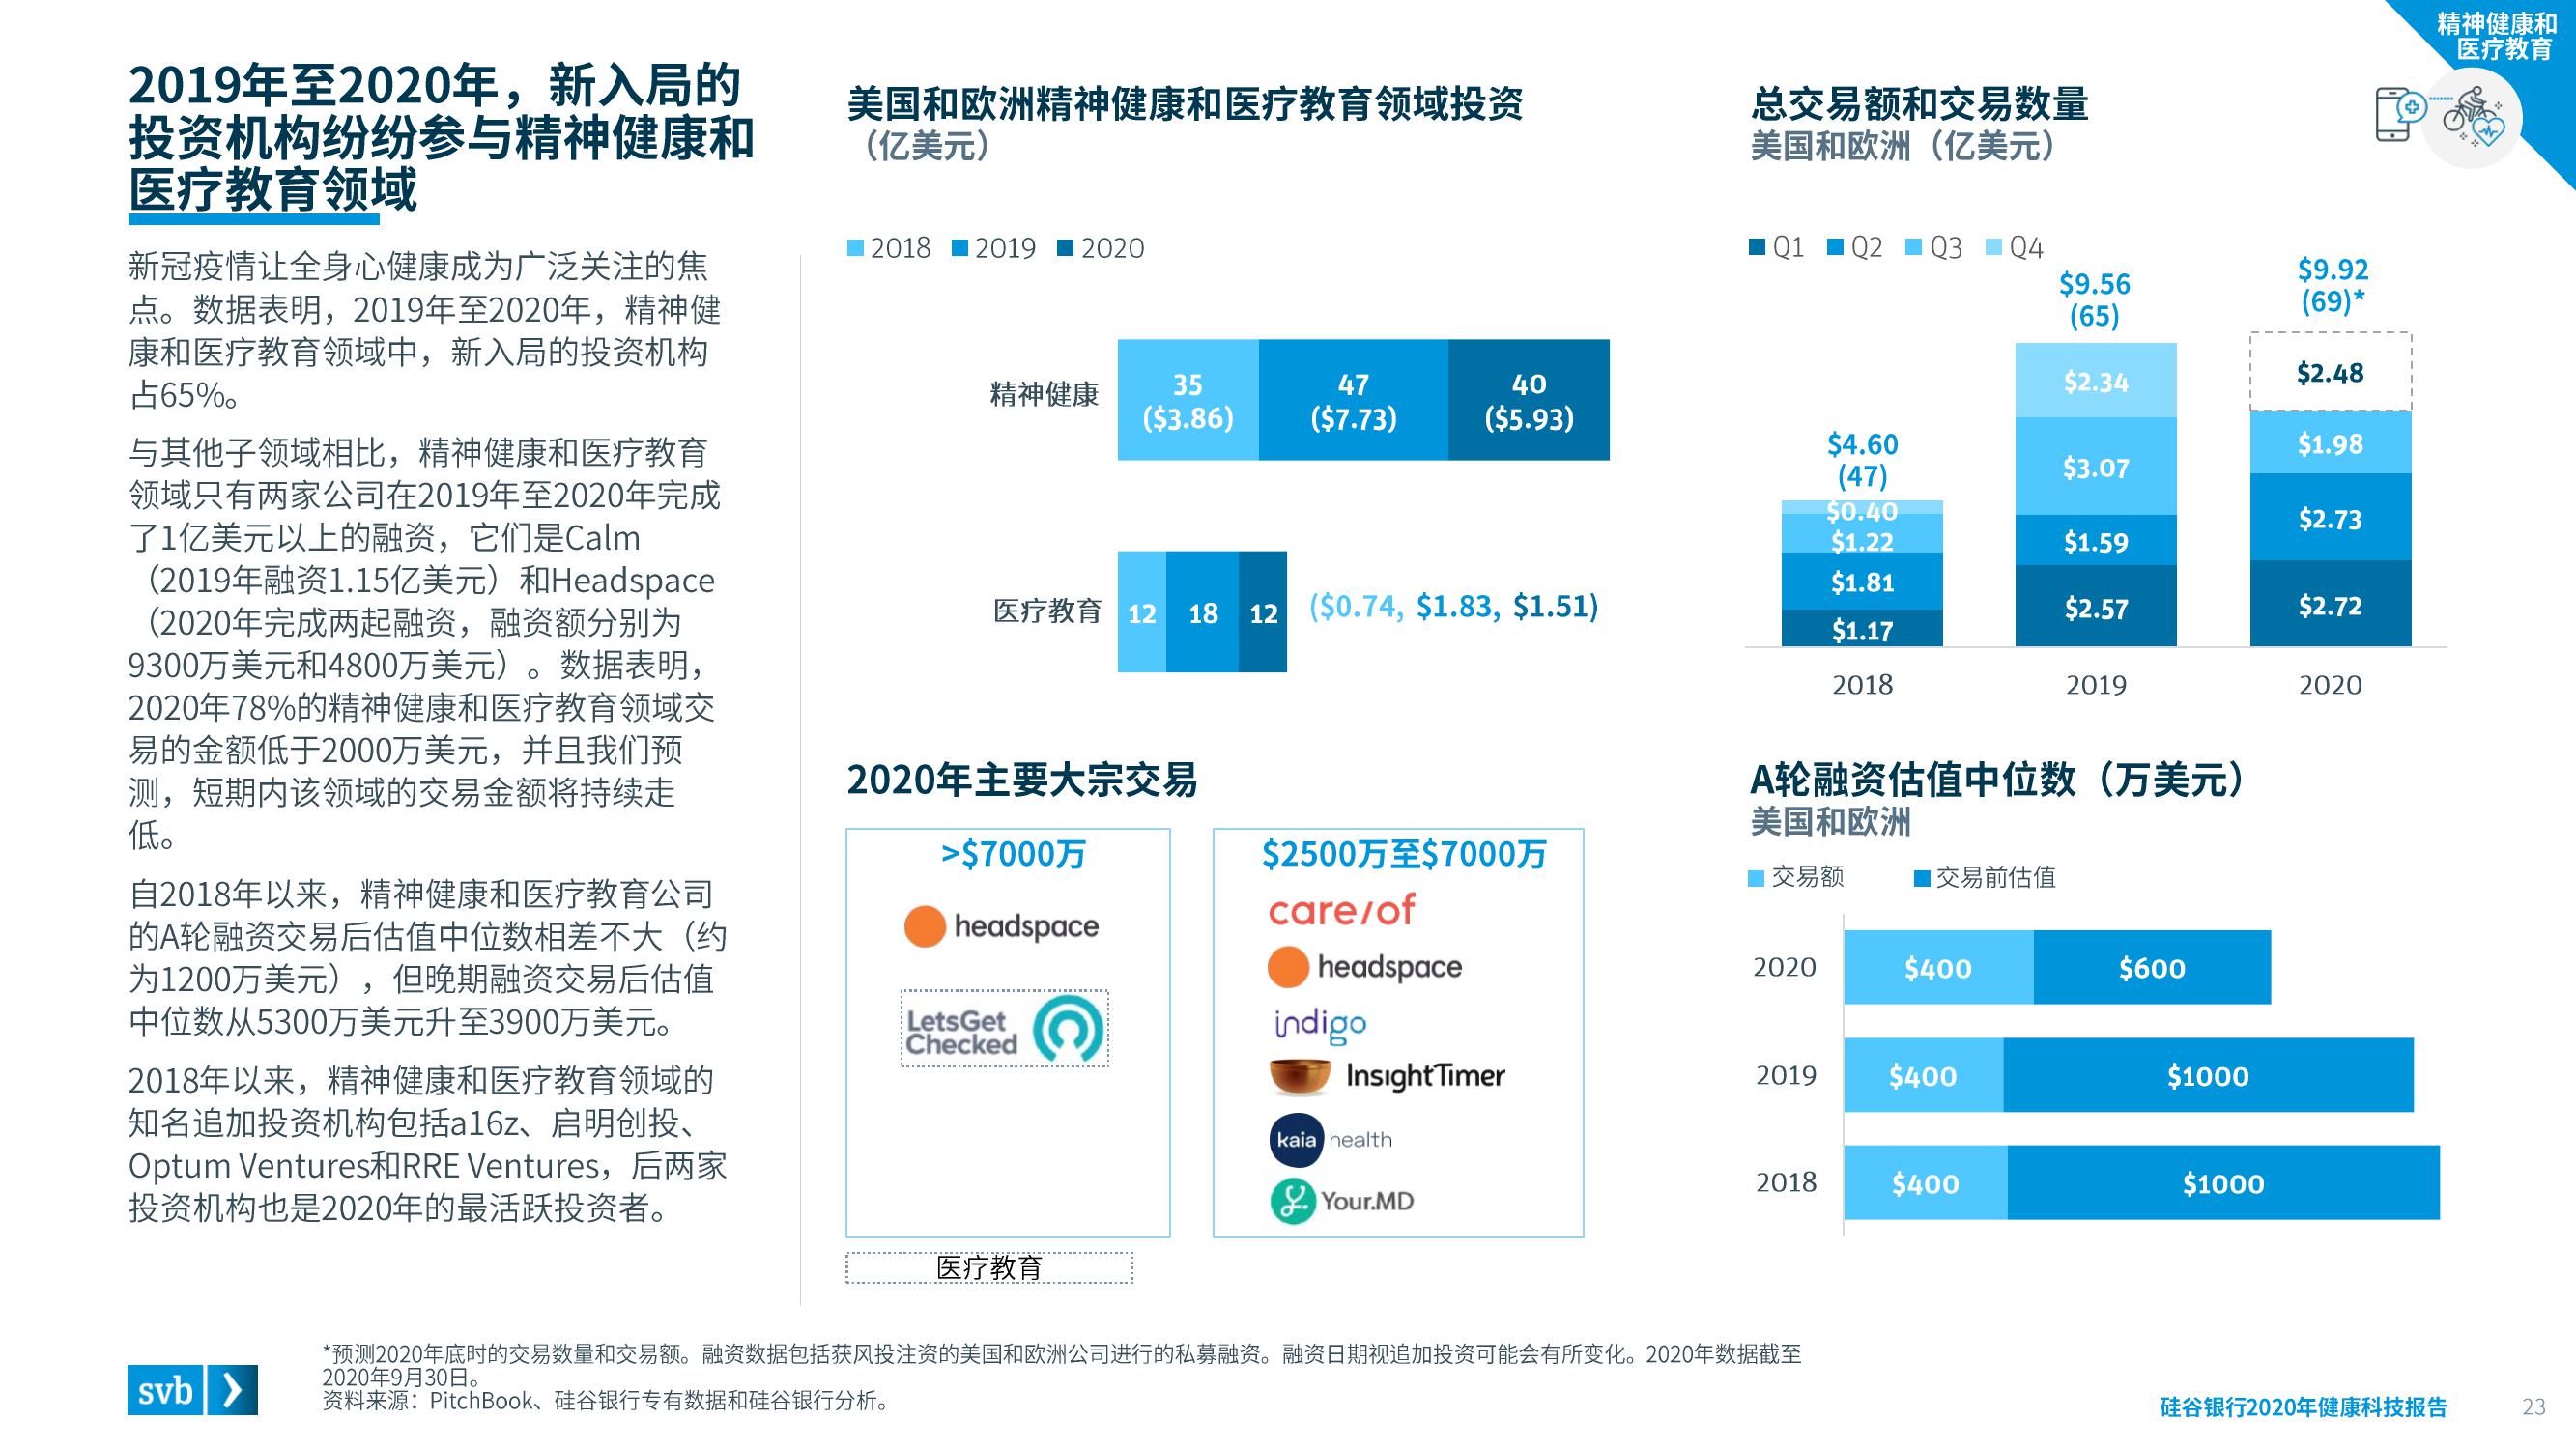 精神健康和
医疗教育
2019年至2020年，新入局的
投资机构纷纷参与精神健康和
医疗教育领域
新冠疫情让全身心健康成为广泛关注的焦
点。数据表明，2019年至2020年，精神健
康和医疗教育领域中，新入局的投资机构
占65%。
与其他子领域相比，精神健康和医疗教育
领域只有两家公司在2019年至2020年完成
了1亿美元以上的融资，它们是Calm
（2019年融资1.15亿美元）和Headspace
（2020年完成两起融资，融资额分别为
9300万美元和4800万美元）。数据表明，
2020年78%的精神健康和医疗教育领域交
易的金额低于2000万美元，并且我们预
测，短期内该领域的交易金额将持续走
低。
自2018年以来，精神健康和医疗教育公司
的A轮融资交易后估值中位数相差不大（约
为1200万美元），但晚期融资交易后估值
中位数从5300万美元升至3900万美元。
2018年以来，精神健康和医疗教育领域的
知名追加投资机构包括a16z、启明创投、
Optum Ventures和RRE Ventures，后两家
投资机构也是2020年的最活跃投资者。
美国和欧洲精神健康和医疗教育领域投资
（亿美元）
2018 2019 2020
精神健康
35
($3.86)
47
($7.73)
40
($5.93)
医疗教育
12 18 12
($0.74, $1.83, $1.51)
总交易额和交易数量
美国和欧洲（亿美元）
Q1 Q2 Q3 Q4
$4.60
(47)
$0.40
$1.22
$1.81
$1.17
$9.56
(65)
$2.34
$3.07
$1.59
$2.57
$9.92
(69)*
$2.48
$1.98
$2.73
$2.72
2018 2019 2020
2020年主要大宗交易
>$7000万
headspace
LetsGet
Checked
$2500万至$7000万
care/of
headspace
indigo
InsightTimer
kaia health
Your.MD
医疗教育
A轮融资估值中位数（万美元）
美国和欧洲
交易额 交易前估值
2020 $400 $600
2019 $400 $1000
2018 $400 $1000
*预测2020年底时的交易数量和交易额。融资数据包括获风投注资的美国和欧洲公司进行的私募融资。融资日期视追加投资可能会有所变化。2020年数据截至
2020年9月30日。
资料来源：PitchBook、硅谷银行专有数据和硅谷银行分析。
svb
硅谷银行2020年健康科技报告 23